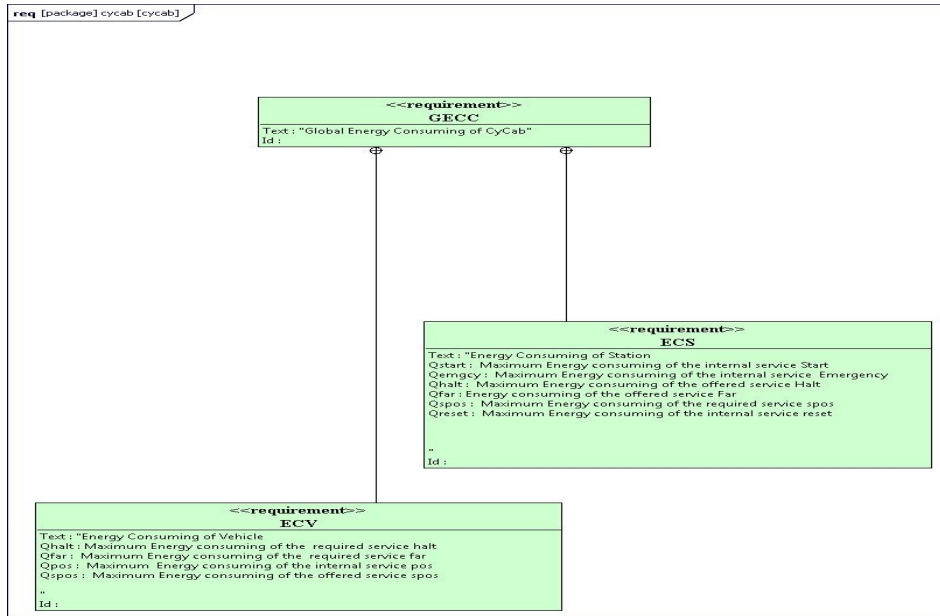 req [package] cycab [cycab]
<<requirement>>
GECC
Text : "Global Energy Consuming of CyCab"
Id :
<<requirement>>
ECS
Text : "Energy Consuming of Station
Qstart : Maximum Energy consuming of the internal service Start
Qemgcy : Maximum Energy consuming of the internal service Emergency
Qhalt : Maximum Energy consuming of the offered service Halt
Qfar : Energy consuming of the offered service Far
Qspos : Maximum Energy consuming of the required service spos
Qreset : Maximum Energy consuming of the internal service reset
"
Id :
<<requirement>>
ECV
Text : "Energy Consuming of Vehicle
Qhalt : Maximum Energy consuming of the required service halt
Qfar : Maximum Energy consuming of the required service far
Qpos : Maximum Energy consuming of the internal service pos
Qspos : Maximum Energy consuming of the offered service spos
"
Id :